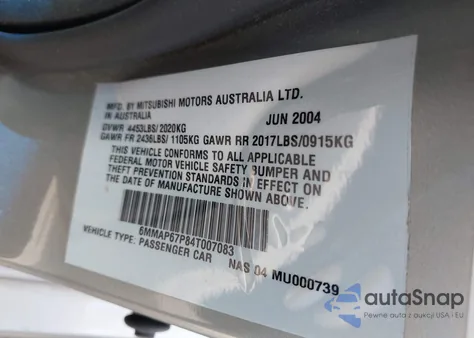 MFD. BY MITSUBISHI MOTORS AUSTRALIA LTD.
IN AUSTRALIA JUN 2004
GVWR 4453LBS/ 2020KG
GAWR FR 2436LBS/ 1105KG GAWR RR 2017LBS/0915KG
THIS VEHICLE CONFORMS TO ALL APPLICABLE
FEDERAL MOTOR VEHICLE SAFETY BUMPER AND
THEFT PREVENTION STANDARDS IN EFFECT ON
THE DATE OF MANUFACTURE SHOWN ABOVE.
6MMAP67P84T007083
VEHICLE TYPE: PASSENGER CAR NAS 04 MU000739
autoSnap
Pewne auto z aukcji USA i EU